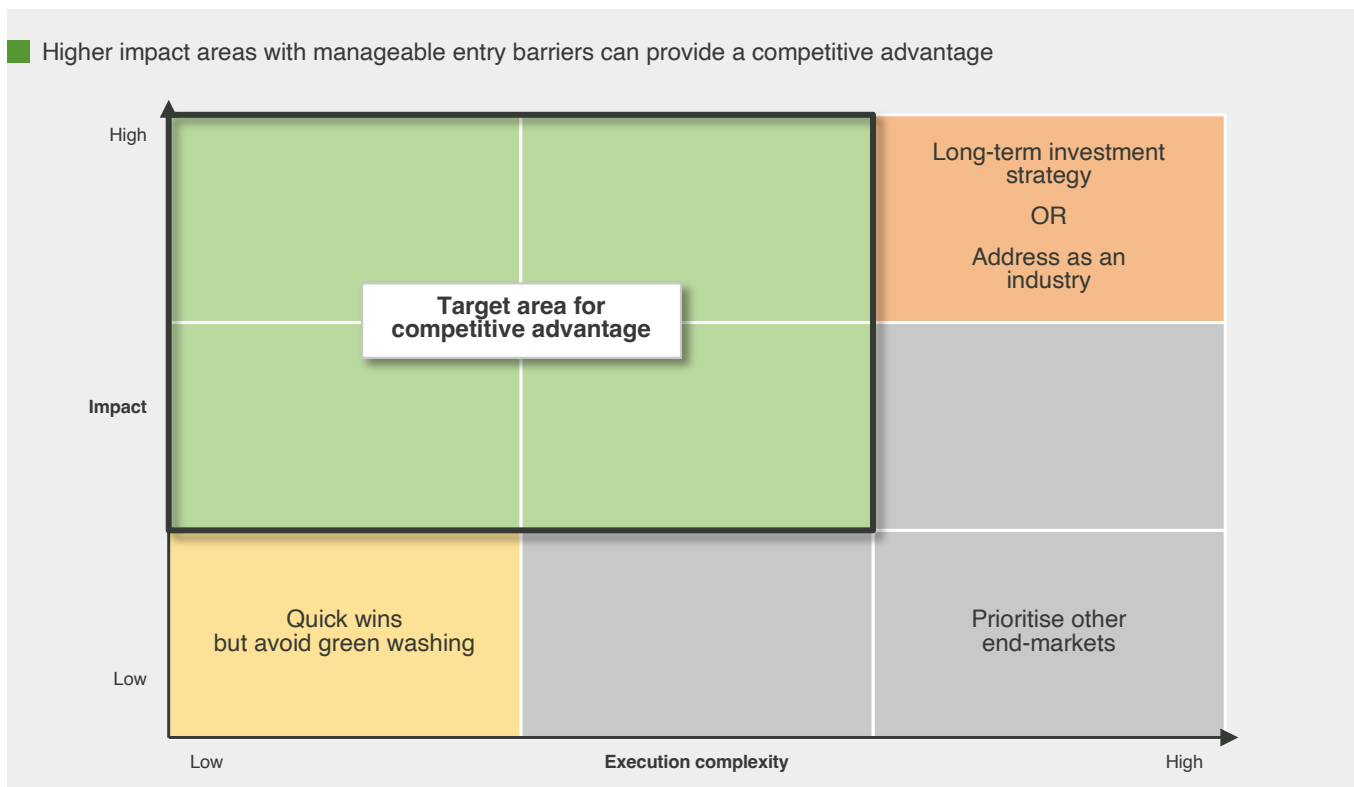 Higher impact areas with manageable entry barriers can provide a competitive advantage
High
Long-term investment
strategy
OR
Address as an
industry
Target area for
competitive advantage
Impact
Quick wins
but avoid green washing
Prioritise other
end-markets
Low
Low
Execution complexity
High